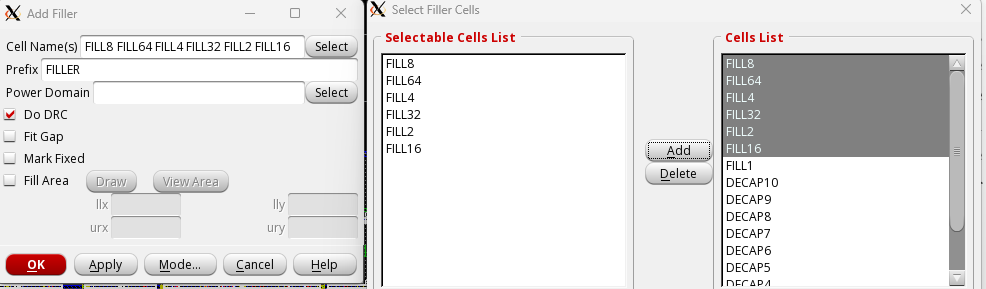 Add Filler
Cell Name(s) FILL8 FILL64 FILL4 FILL32 FILL2 FILL16 Select
Prefix FILLER
Power Domain Select
Do DRC
Fit Gap
Mark Fixed
Fill Area Draw View Area
llx lly
urx ury
OK Apply Mode... Cancel Help
Select Filler Cells
Selectable Cells List
FILL8
FILL64
FILL4
FILL32
FILL2
FILL16
Add
Delete
Cells List
FILL8
FILL64
FILL4
FILL32
FILL2
FILL16
FILL1
DECAP10
DECAP9
DECAP8
DECAP7
DECAP6
DECAP5
DECAP4